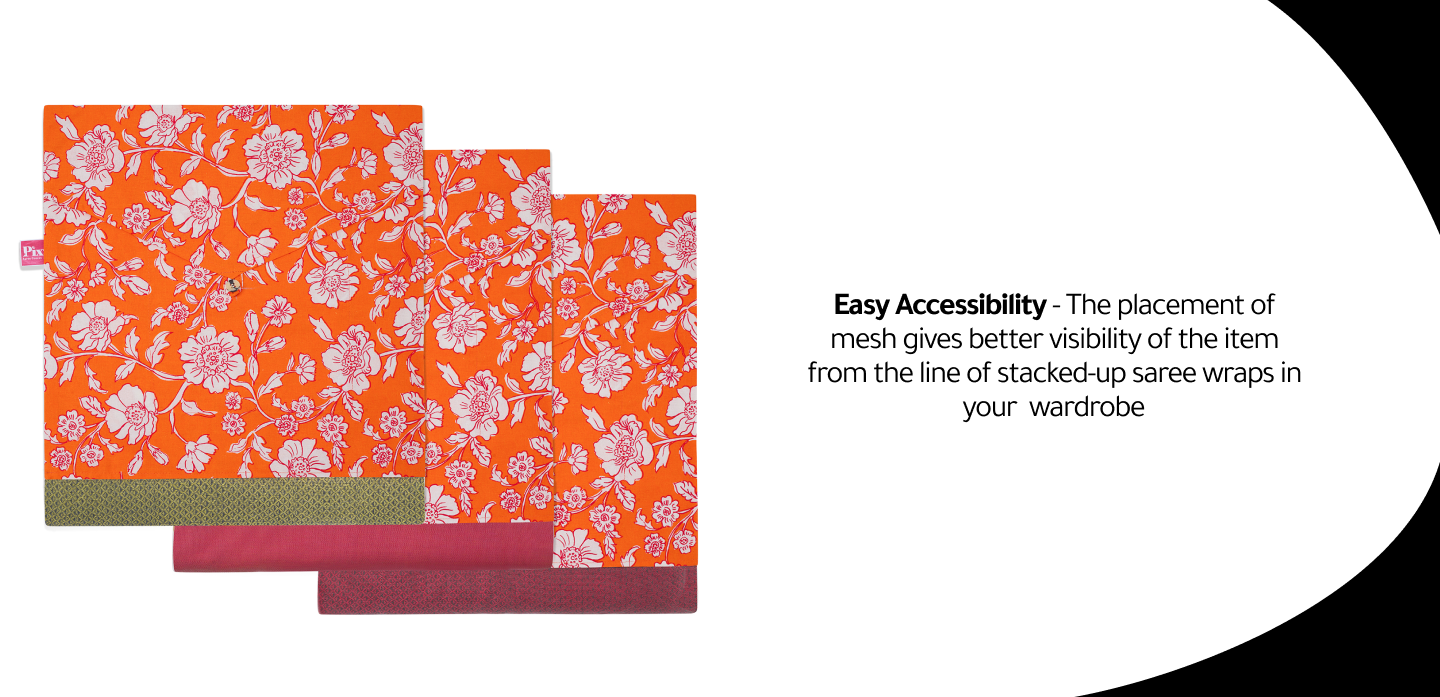 Pix
Easy Accessibility - The placement of
mesh gives better visibility of the item
from the line of stacked-up saree wraps in
your wardrobe